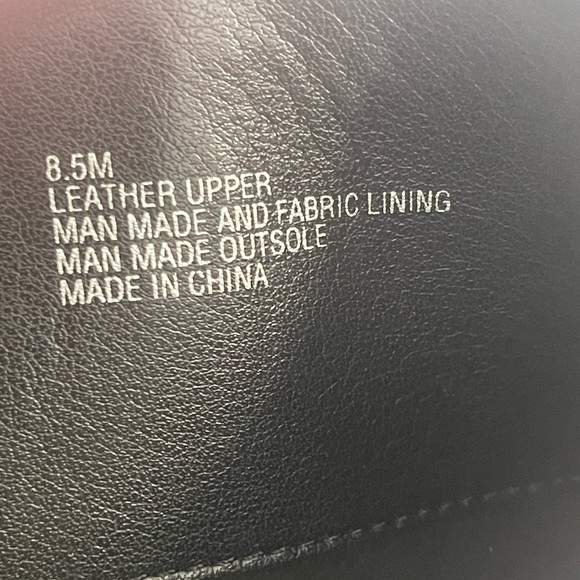 8.5M
LEATHER UPPER
MAN MADE AND FABRIC LINING
MAN MADE OUTSOLE
MADE IN CHINA